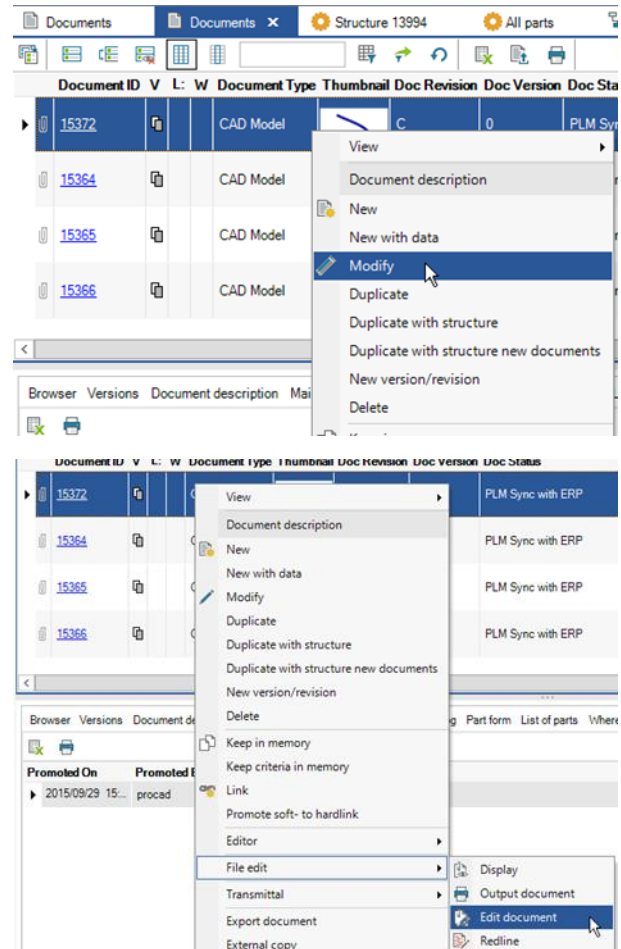 Documents Documents × Structure 13994 All parts
Document ID V L: W Document Type Thumbnail Doc Revision Doc Version Doc Sta
15372 CAD Model C 0 PLM Syn
View
15364 CAD Model Document description
New
15365 CAD Model New with data
Modify
15366 CAD Model Duplicate
Duplicate with structure
Duplicate with structure new documents
Browser Versions Document description Mai New version/revision
Delete
Document ID V L: W Document Type Thumbnail Doc Revision Doc Version Doc Status
15372 View PLM Sync with ERP
Document description
15364 New PLM Sync with ERP
New with data
15365 Modify PLM Sync with ERP
Duplicate
15366 Duplicate with structure PLM Sync with ERP
Duplicate with structure new documents
New version/revision
Browser Versions Document de Delete g Part form List of parts Where
Keep in memory
Promoted On Promoted Keep criteria in memory
2015/09/29 15:... procad Link
Promote soft- to hardlink
Editor
File edit Display
Transmittal Output document
Export document Edit document
External copy Redline